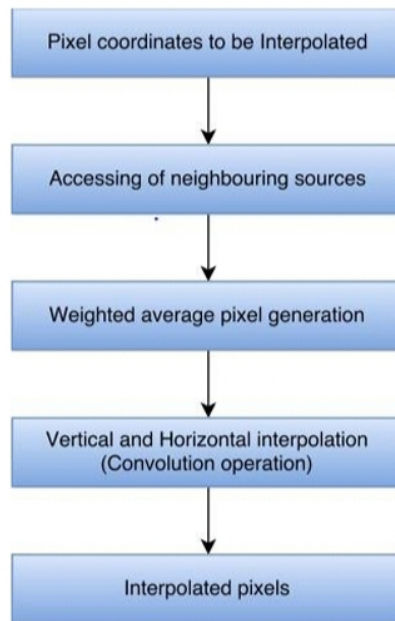 Pixel coordinates to be Interpolated
Accessing of neighbouring sources
Weighted average pixel generation
Vertical and Horizontal interpolation
(Convolution operation)
Interpolated pixels